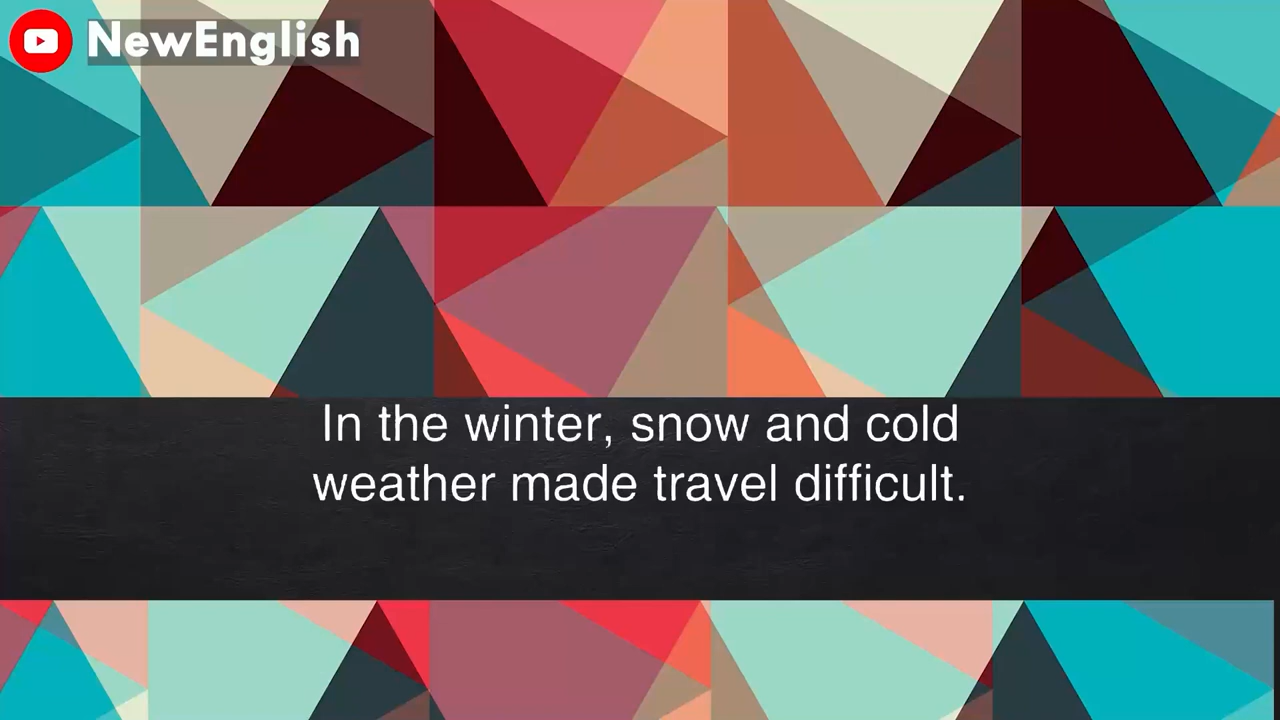 NewEnglish
In the winter, snow and cold
weather made travel difficult.